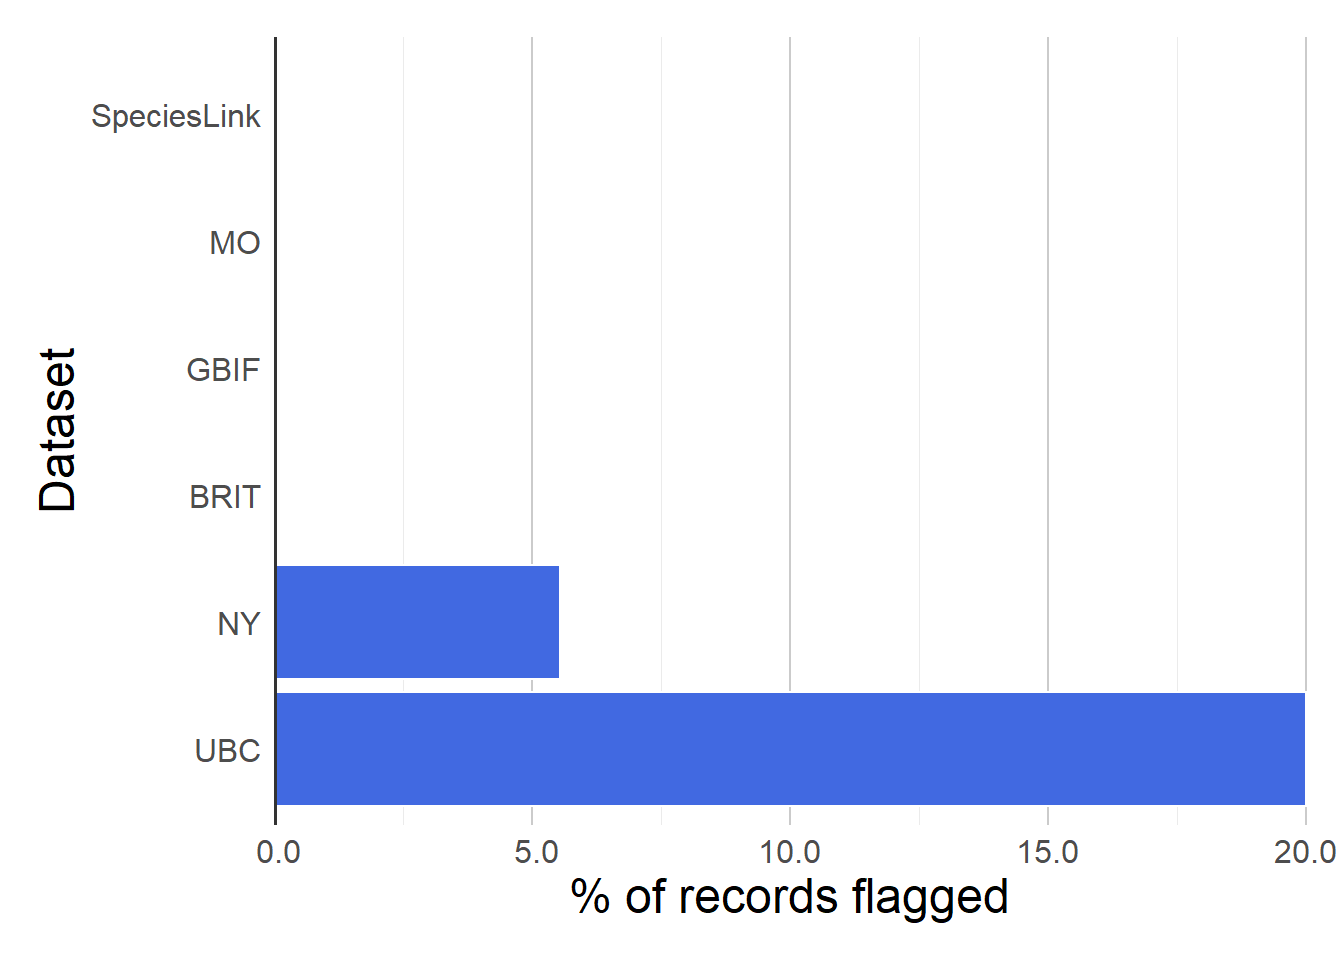 SpeciesLink
MO
GBIF
BRIT
NY
UBC
Dataset
0.0 5.0 10.0 15.0 20.0
% of records flagged